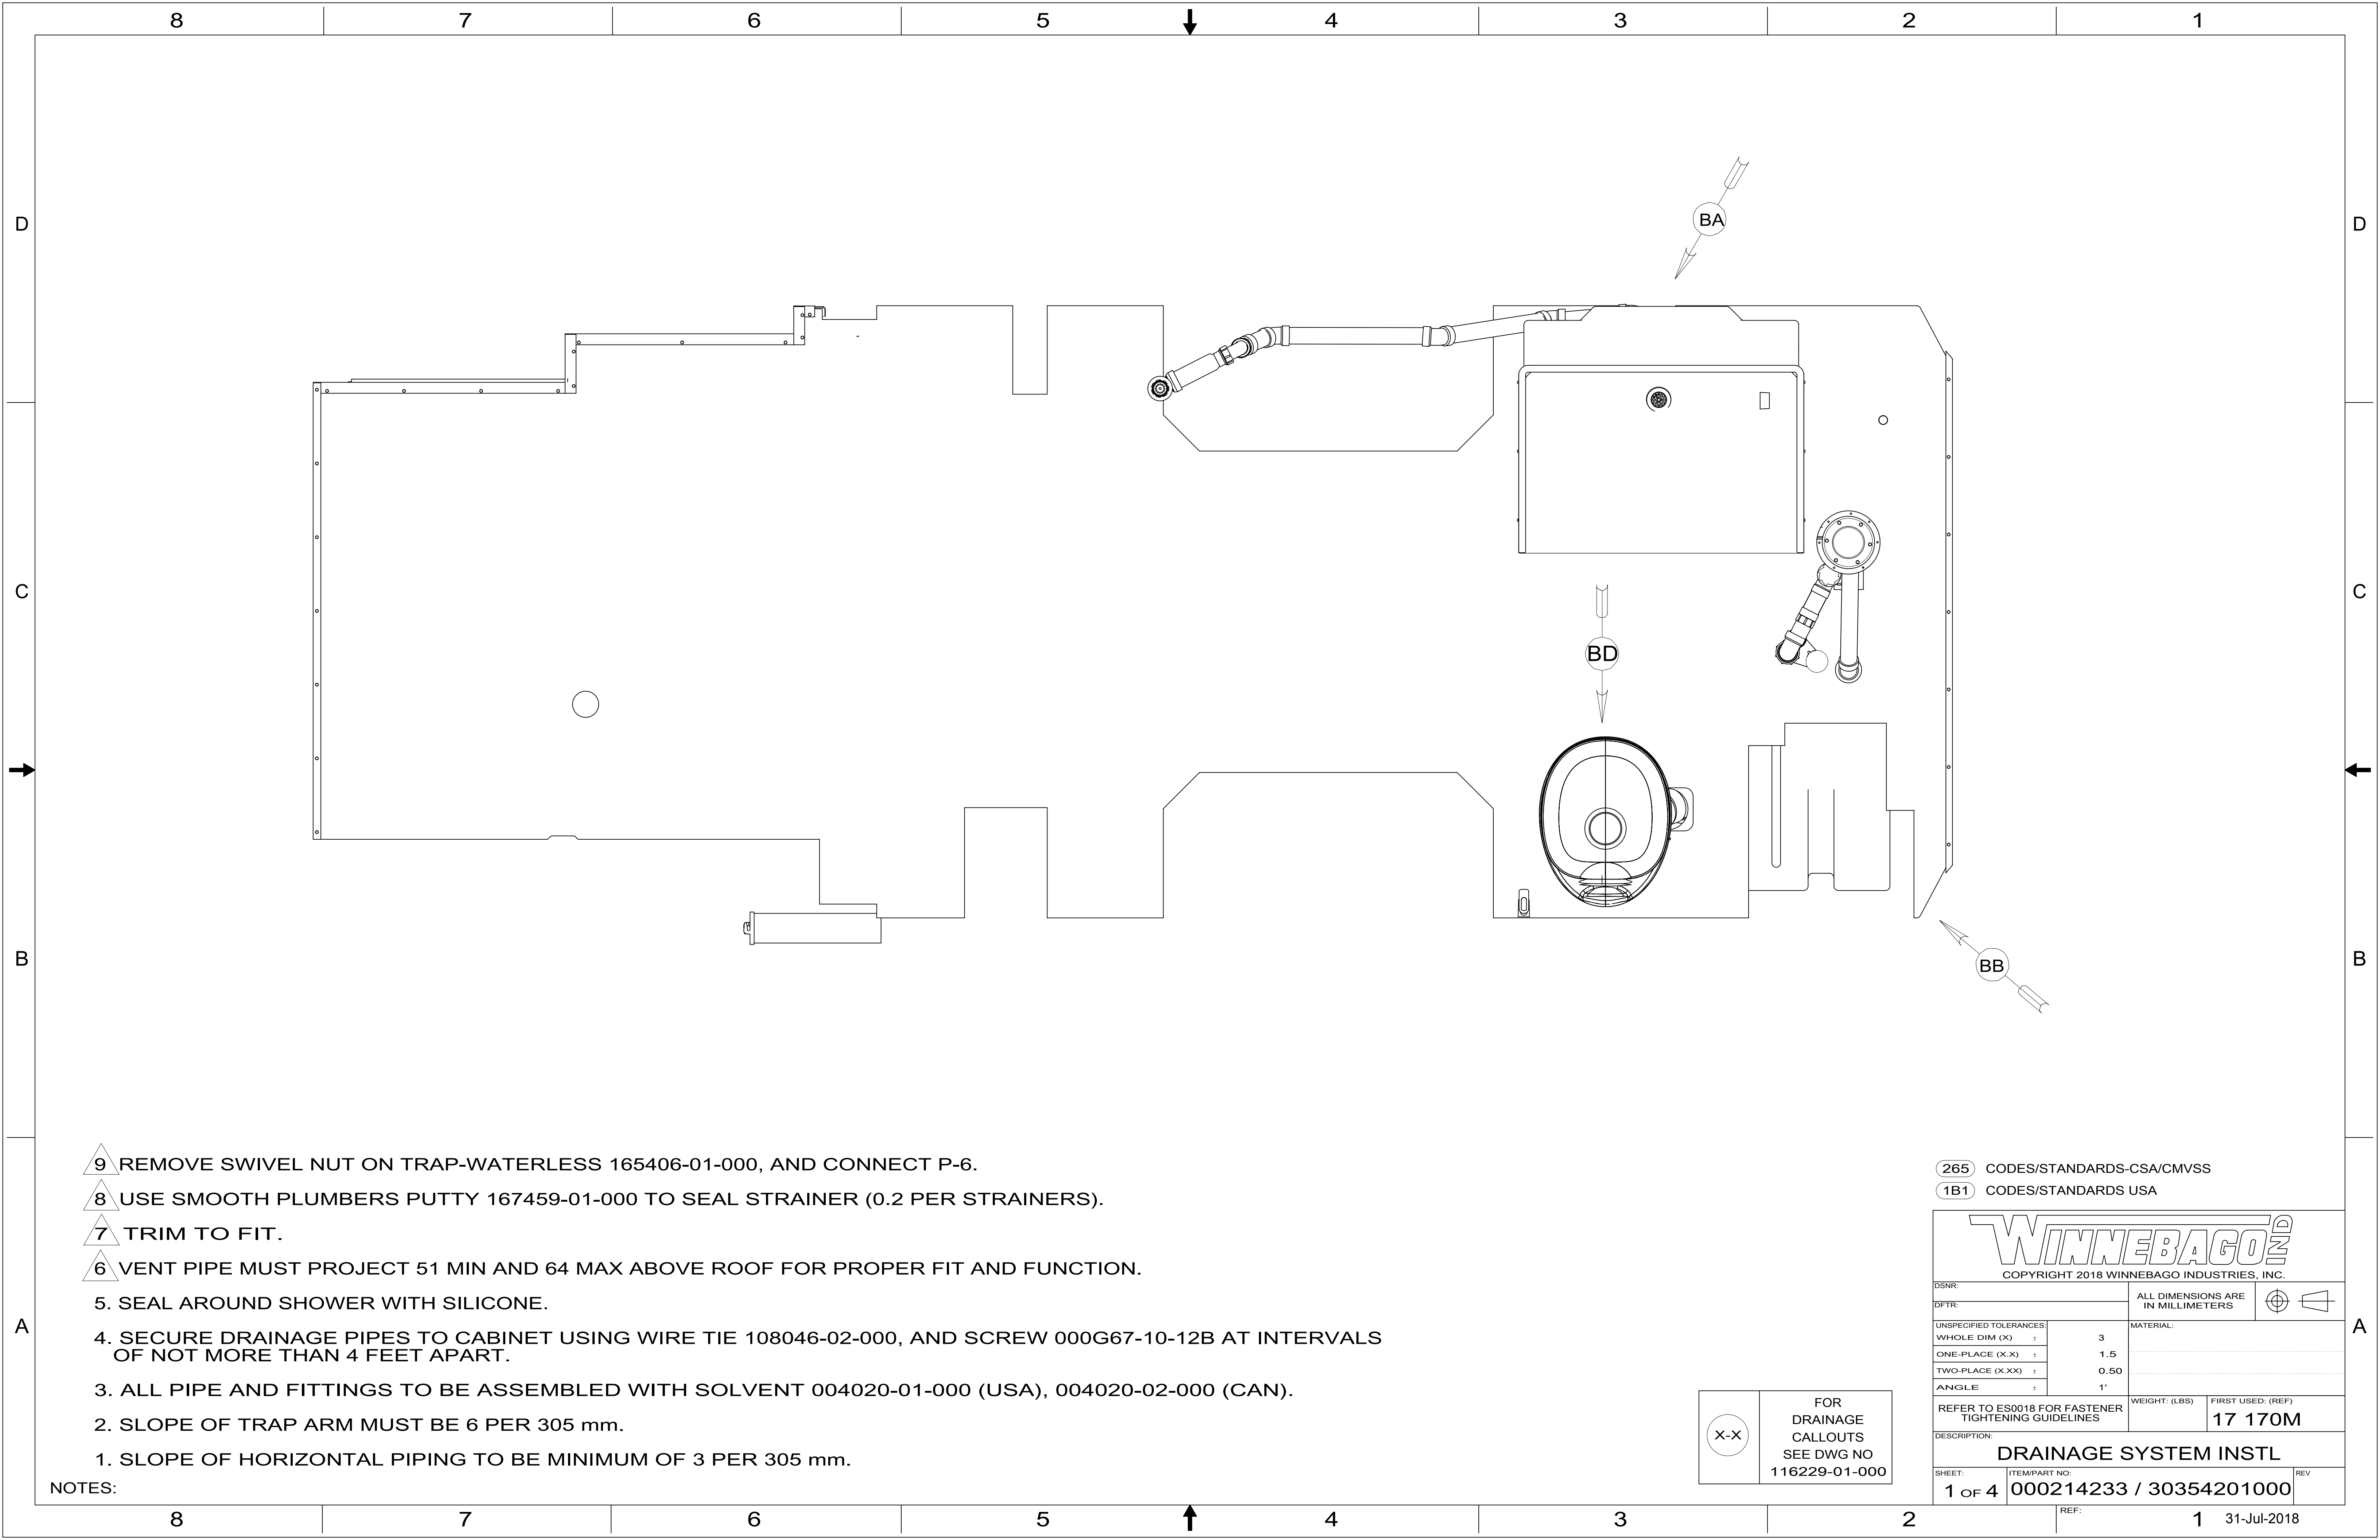 8 7 6 5 4 3 2 1
D D
BA
C C
BD
B B
BB
9 REMOVE SWIVEL NUT ON TRAP-WATERLESS 165406-01-000, AND CONNECT P-6.
8 USE SMOOTH PLUMBERS PUTTY 167459-01-000 TO SEAL STRAINER (0.2 PER STRAINERS).
7 TRIM TO FIT.
6 VENT PIPE MUST PROJECT 51 MIN AND 64 MAX ABOVE ROOF FOR PROPER FIT AND FUNCTION.
5. SEAL AROUND SHOWER WITH SILICONE.
4. SECURE DRAINAGE PIPES TO CABINET USING WIRE TIE 108046-02-000, AND SCREW 000G67-10-12B AT INTERVALS
OF NOT MORE THAN 4 FEET APART.
3. ALL PIPE AND FITTINGS TO BE ASSEMBLED WITH SOLVENT 004020-01-000 (USA), 004020-02-000 (CAN).
2. SLOPE OF TRAP ARM MUST BE 6 PER 305 mm.
1. SLOPE OF HORIZONTAL PIPING TO BE MINIMUM OF 3 PER 305 mm.
NOTES:
A A
X-X
FOR
DRAINAGE
CALLOUTS
SEE DWG NO
116229-01-000
265 CODES/STANDARDS-CSA/CMVSS
1B1 CODES/STANDARDS USA
WINNEBAGO IND
COPYRIGHT 2018 WINNEBAGO INDUSTRIES, INC.
DSNR:
DFTR:
ALL DIMENSIONS ARE
IN MILLIMETERS
UNSPECIFIED TOLERANCES:
WHOLE DIM (X) ± 3
ONE-PLACE (X.X) ± 1.5
TWO-PLACE (X.XX) ± 0.50
ANGLE ± 1°
MATERIAL:
REFER TO ES0018 FOR FASTENER
TIGHTENING GUIDELINES
WEIGHT: (LBS)
FIRST USED: (REF)
17 170M
DESCRIPTION:
DRAINAGE SYSTEM INSTL
SHEET:
1 OF 4
ITEM/PART NO:
000214233 / 30354201000
REV
8 7 6 5 4 3 2 1
REF:
31-Jul-2018